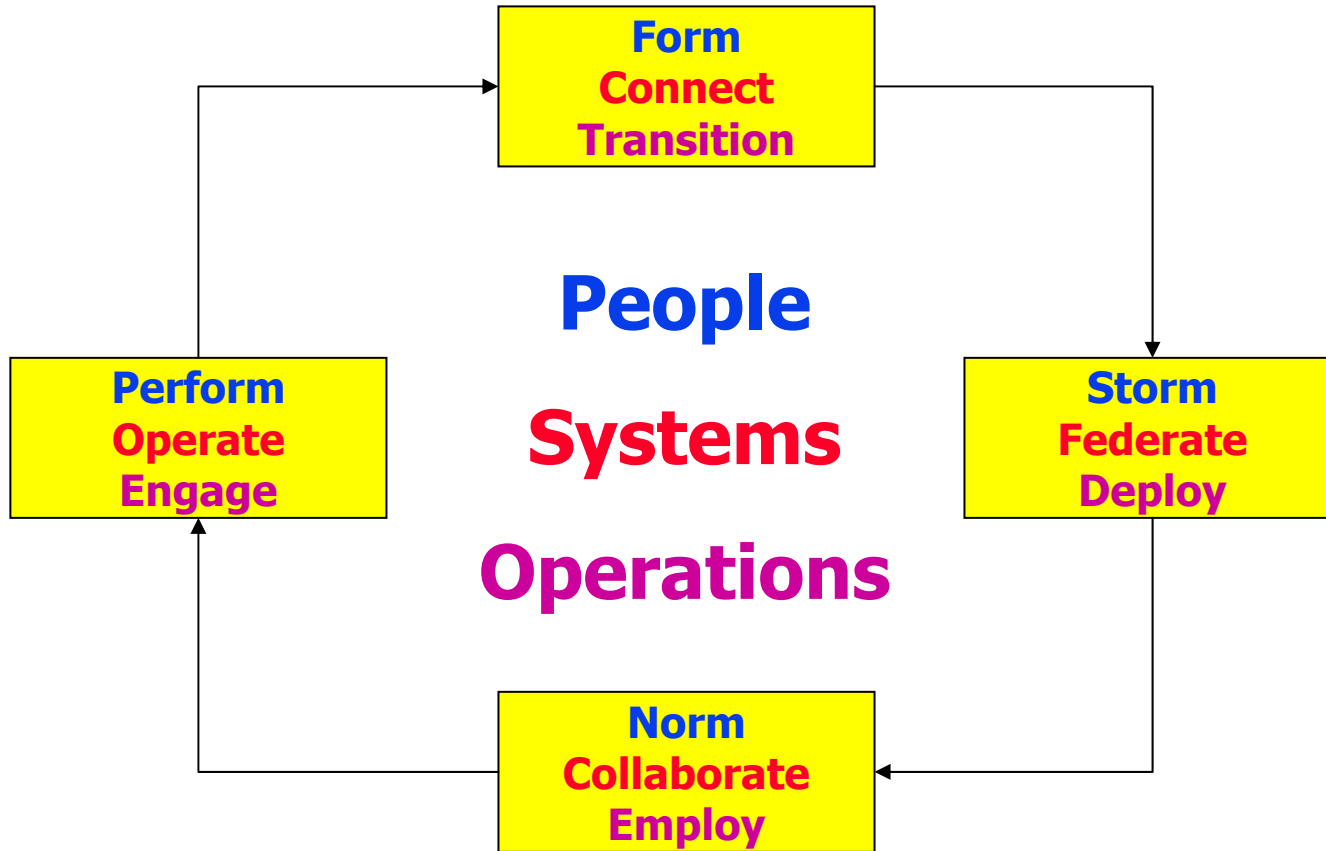 Form
Connect
Transition
People
Perform
Operate
Engage
Systems
Storm
Federate
Deploy
Operations
Norm
Collaborate
Employ